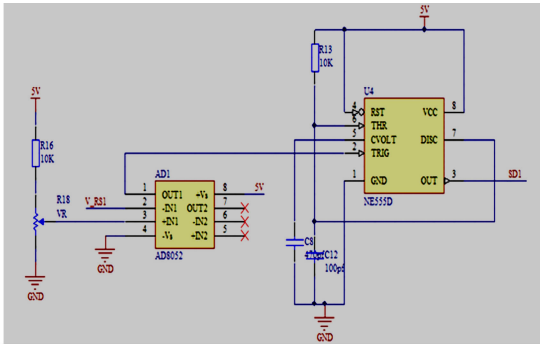 5V
R13
10K
U4
5V
R16
10K
4 RST VCC 8
6 THR
5 CVOLT DISC 7
2 TRIG
1 GND OUT 3
SD1
NE555D
AD1
1 OUT1 +Vs 8 5V
R18
VR
V_RS1
2 -IN1 OUT2 7
3 +IN1 -IN2 6
4 -Vs +IN2 5
AD8052
GND
GND
C8
C12
100pf
GND